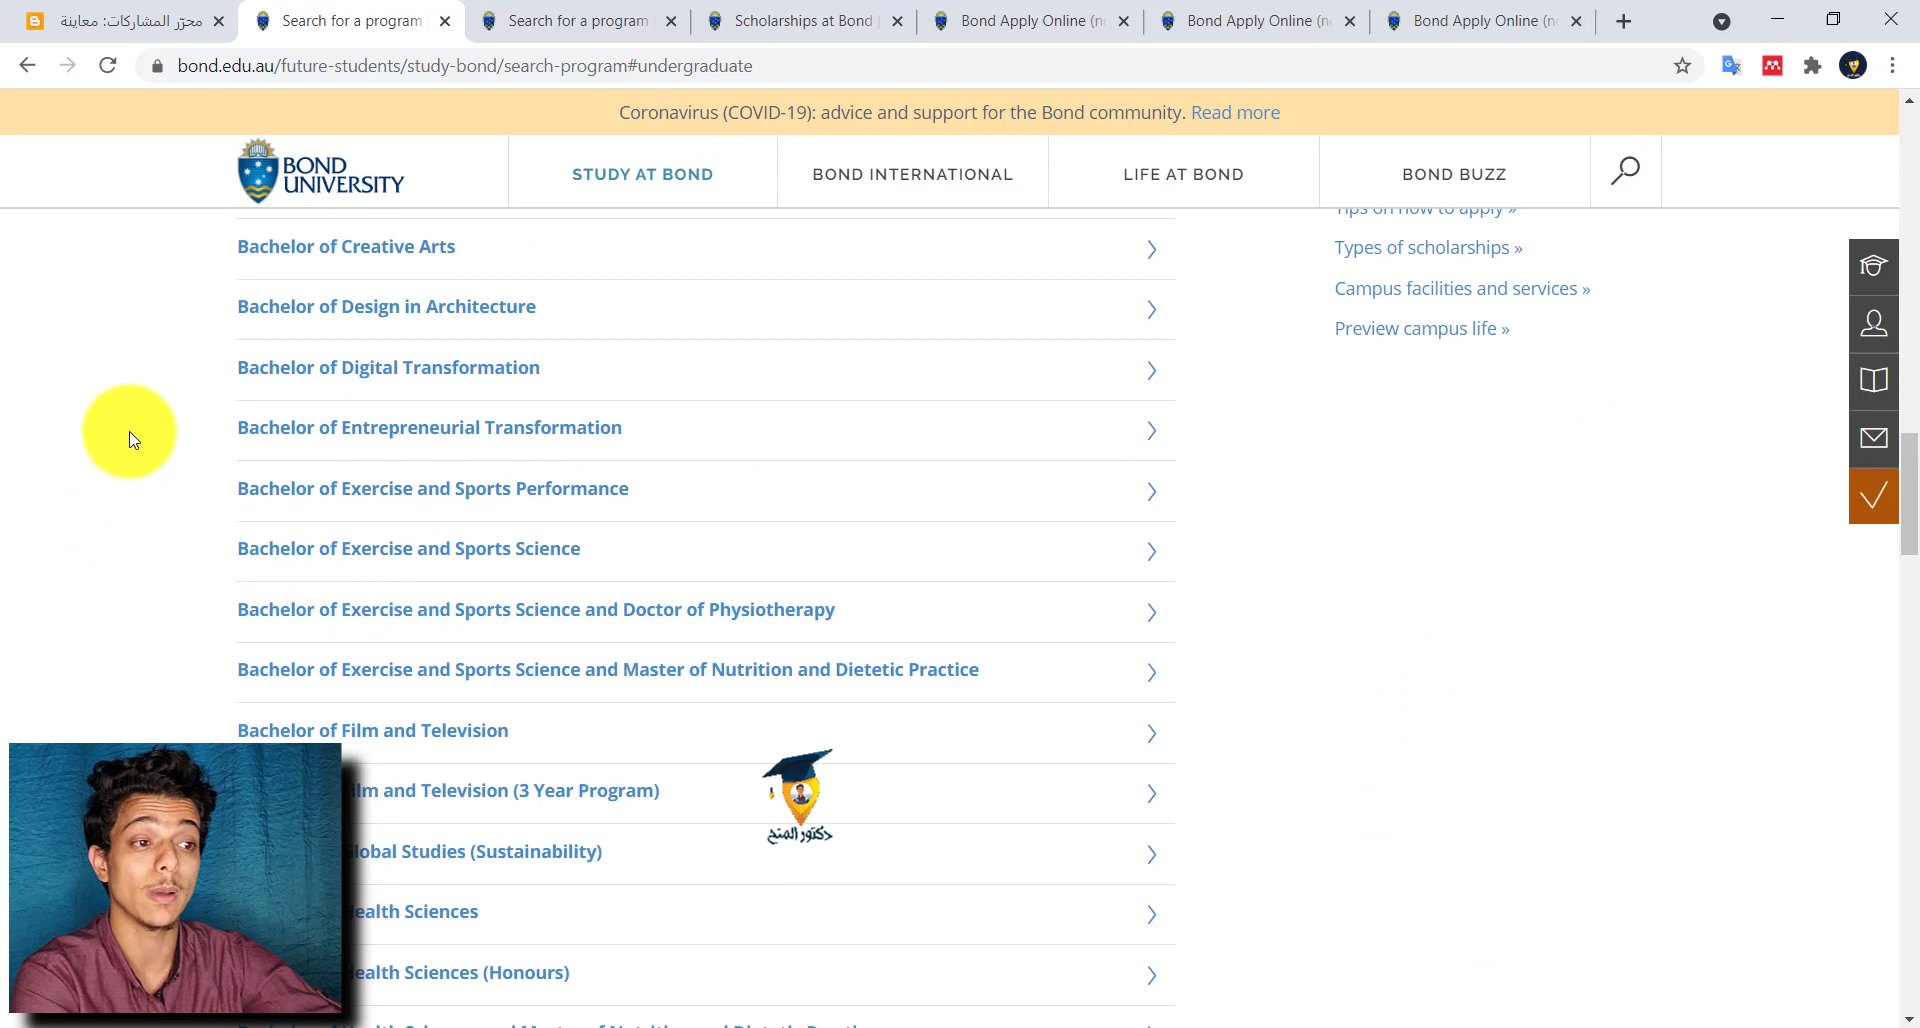 محرّر المشاركات: معاينة
Search for a program
Search for a program
Scholarships at Bond |
Bond Apply Online (n
Bond Apply Online (n
Bond Apply Online (n
bond.edu.au/future-students/study-bond/search-program#undergraduate
Coronavirus (COVID-19): advice and support for the Bond community. Read more
BOND UNIVERSITY
STUDY AT BOND
BOND INTERNATIONAL
LIFE AT BOND
BOND BUZZ
Tips on how to apply »
Bachelor of Creative Arts
Types of scholarships »
Campus facilities and services »
Bachelor of Design in Architecture
Preview campus life »
Bachelor of Digital Transformation
Bachelor of Entrepreneurial Transformation
Bachelor of Exercise and Sports Performance
Bachelor of Exercise and Sports Science
Bachelor of Exercise and Sports Science and Doctor of Physiotherapy
Bachelor of Exercise and Sports Science and Master of Nutrition and Dietetic Practice
Bachelor of Film and Television
ilm and Television (3 Year Program)
دكتور المنح
lobal Studies (Sustainability)
ealth Sciences
ealth Sciences (Honours)